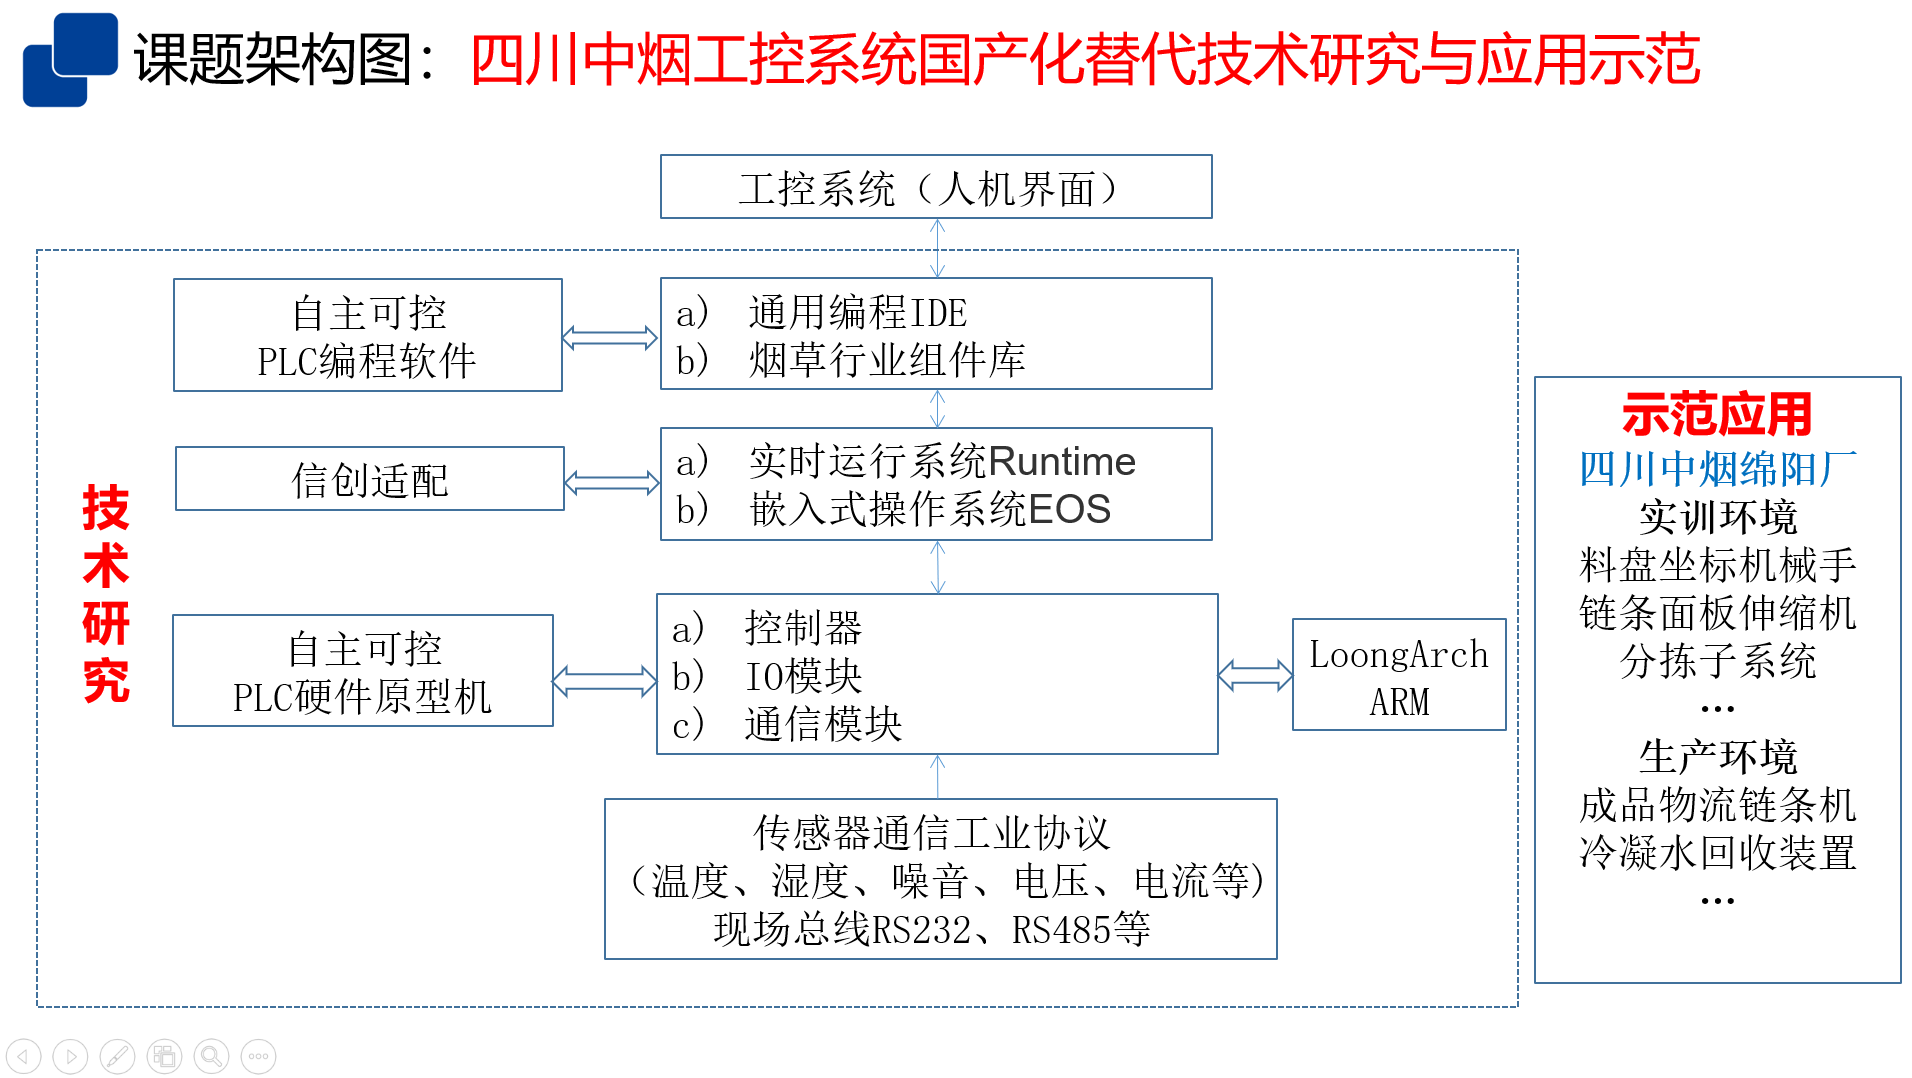 课题架构图：四川中烟工控系统国产化替代技术研究与应用示范
工控系统（人机界面）
自主可控
PLC编程软件
a) 通用编程IDE
b) 烟草行业组件库
信创适配
a) 实时运行系统Runtime
b) 嵌入式操作系统EOS
技
术
研
究
自主可控
PLC硬件原型机
a) 控制器
b) IO模块
c) 通信模块
LoongArch
ARM
传感器通信工业协议
（温度、湿度、噪音、电压、电流等)
现场总线RS232、RS485等
示范应用
四川中烟绵阳厂
实训环境
料盘坐标机械手
链条面板伸缩机
分拣子系统
…
生产环境
成品物流链条机
冷凝水回收装置
…